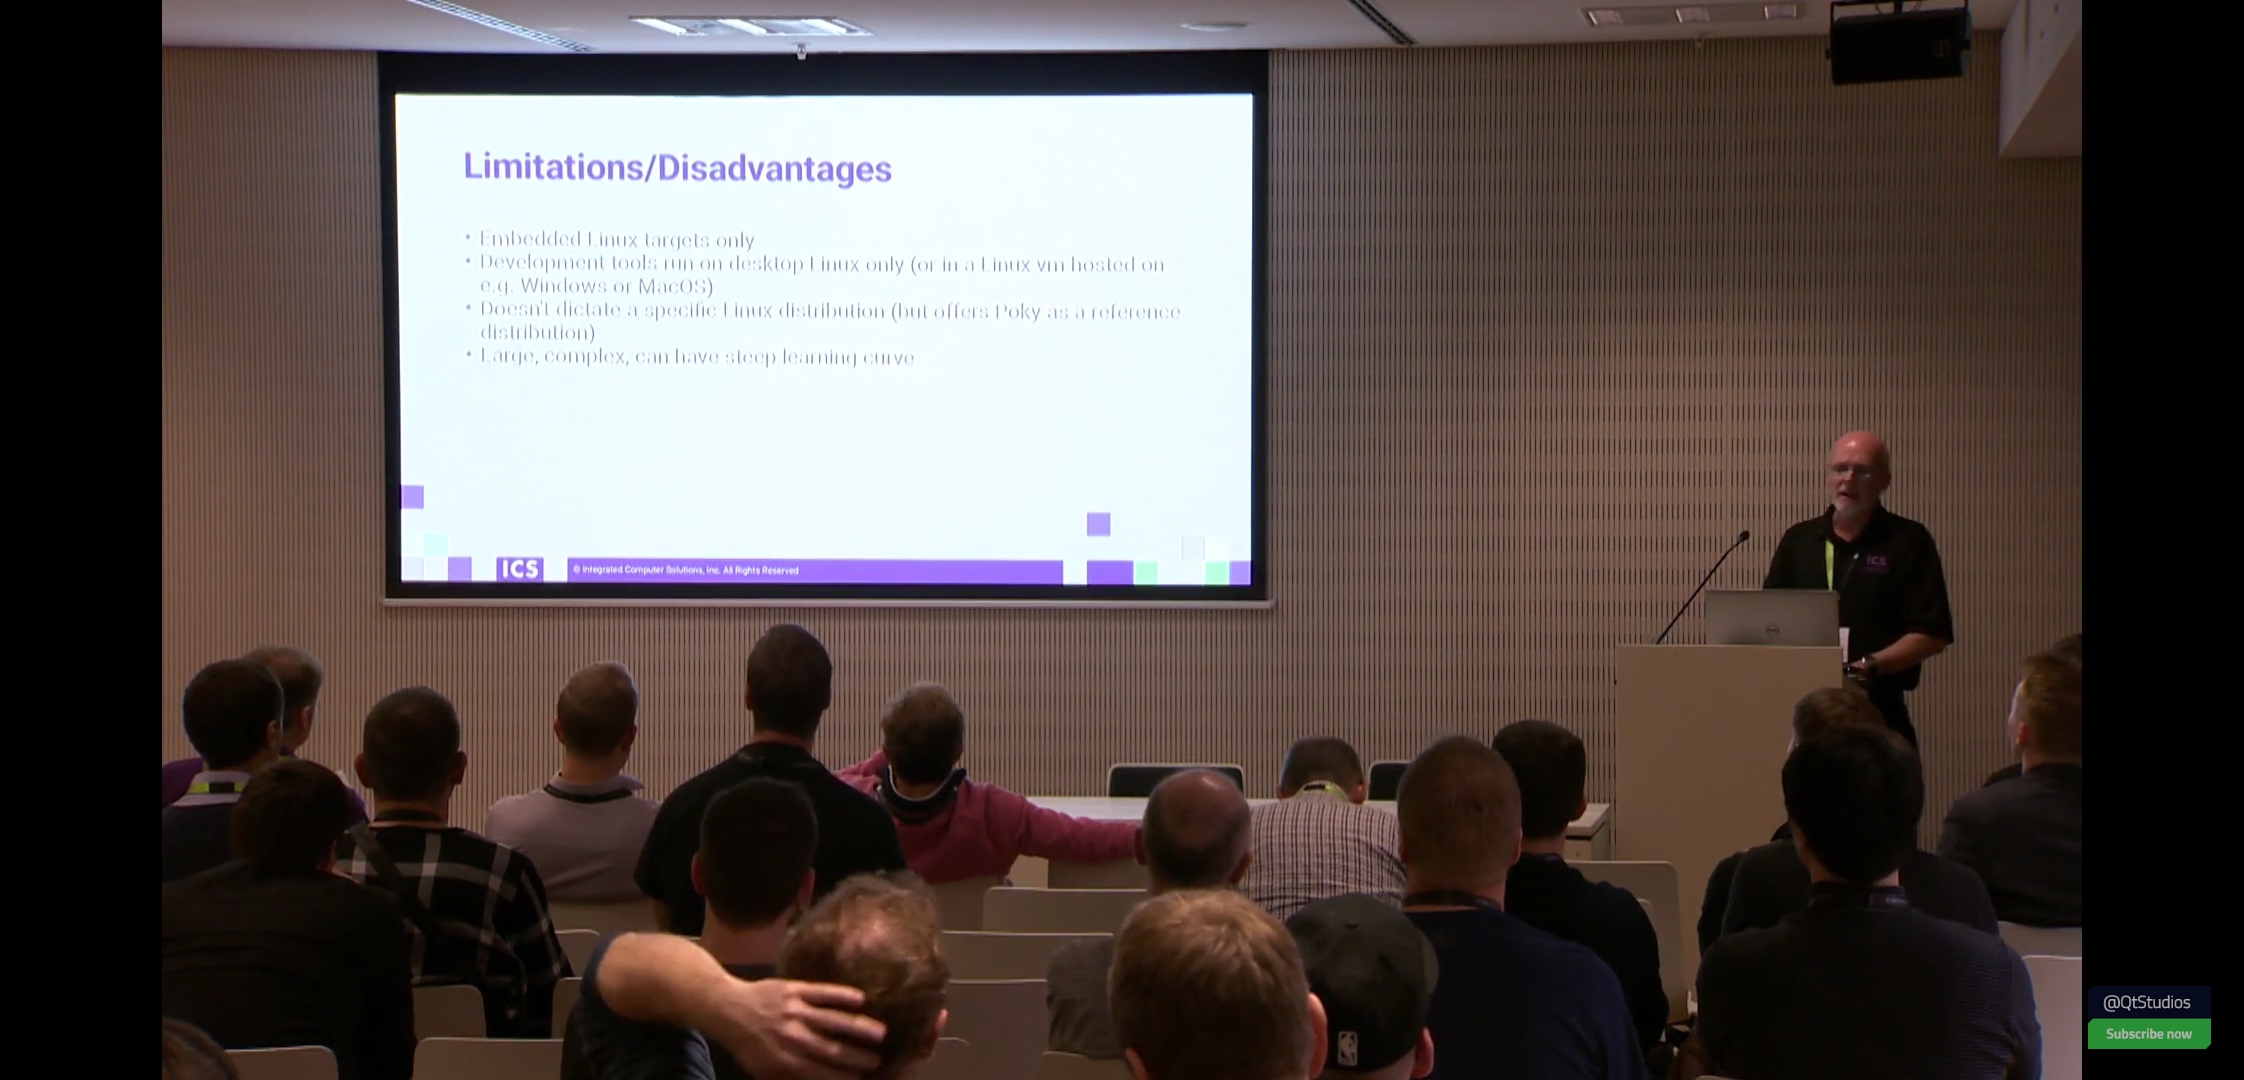 Limitations/Disadvantages
• Embedded Linux targets only
• Development tools run on desktop Linux only (or in a Linux vm hosted on
e.g. Windows or MacOS)
• Doesn't dictate a specific Linux distribution (but offers Poky as a reference
distribution)
• Large, complex, can have steep learning curve
ICS
© Integrated Computer Solutions, Inc. All Rights Reserved
ICS
@QtStudios
Subscribe now